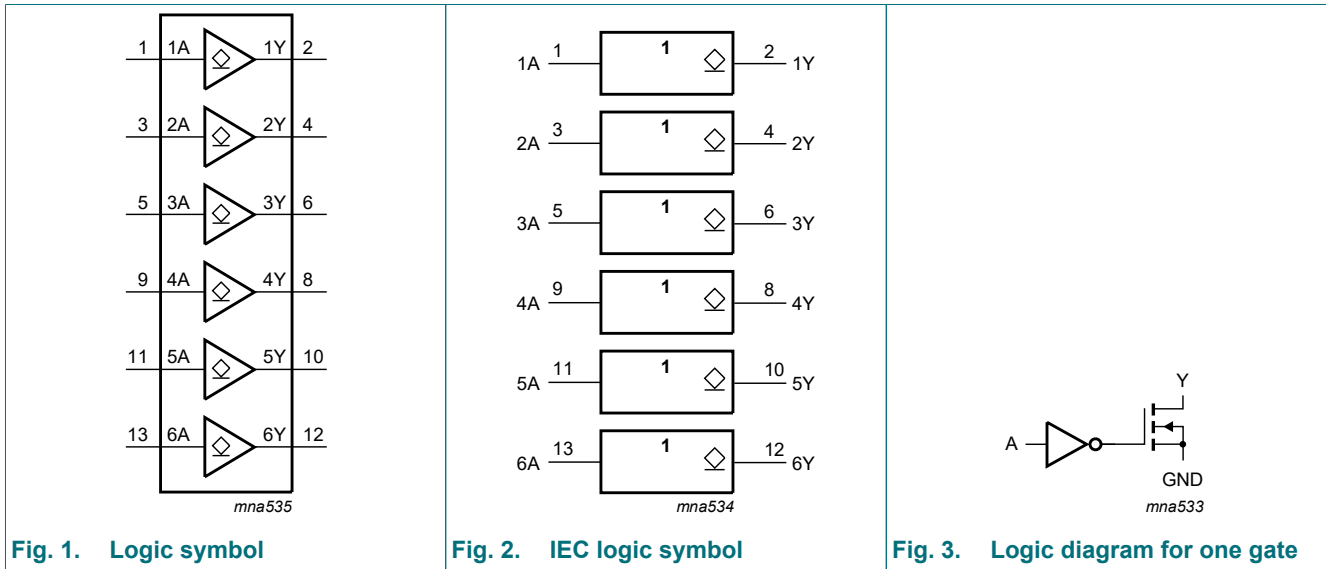 1 1A 1Y 2
3 2A 2Y 4
5 3A 3Y 6
9 4A 4Y 8
11 5A 5Y 10
13 6A 6Y 12
mna535
Fig. 1. Logic symbol
1A 1 1 2 1Y
2A 3 1 4 2Y
3A 5 1 6 3Y
4A 9 1 8 4Y
5A 11 1 10 5Y
6A 13 1 12 6Y
mna534
Fig. 2. IEC logic symbol
Y
A
GND
mna533
Fig. 3. Logic diagram for one gate